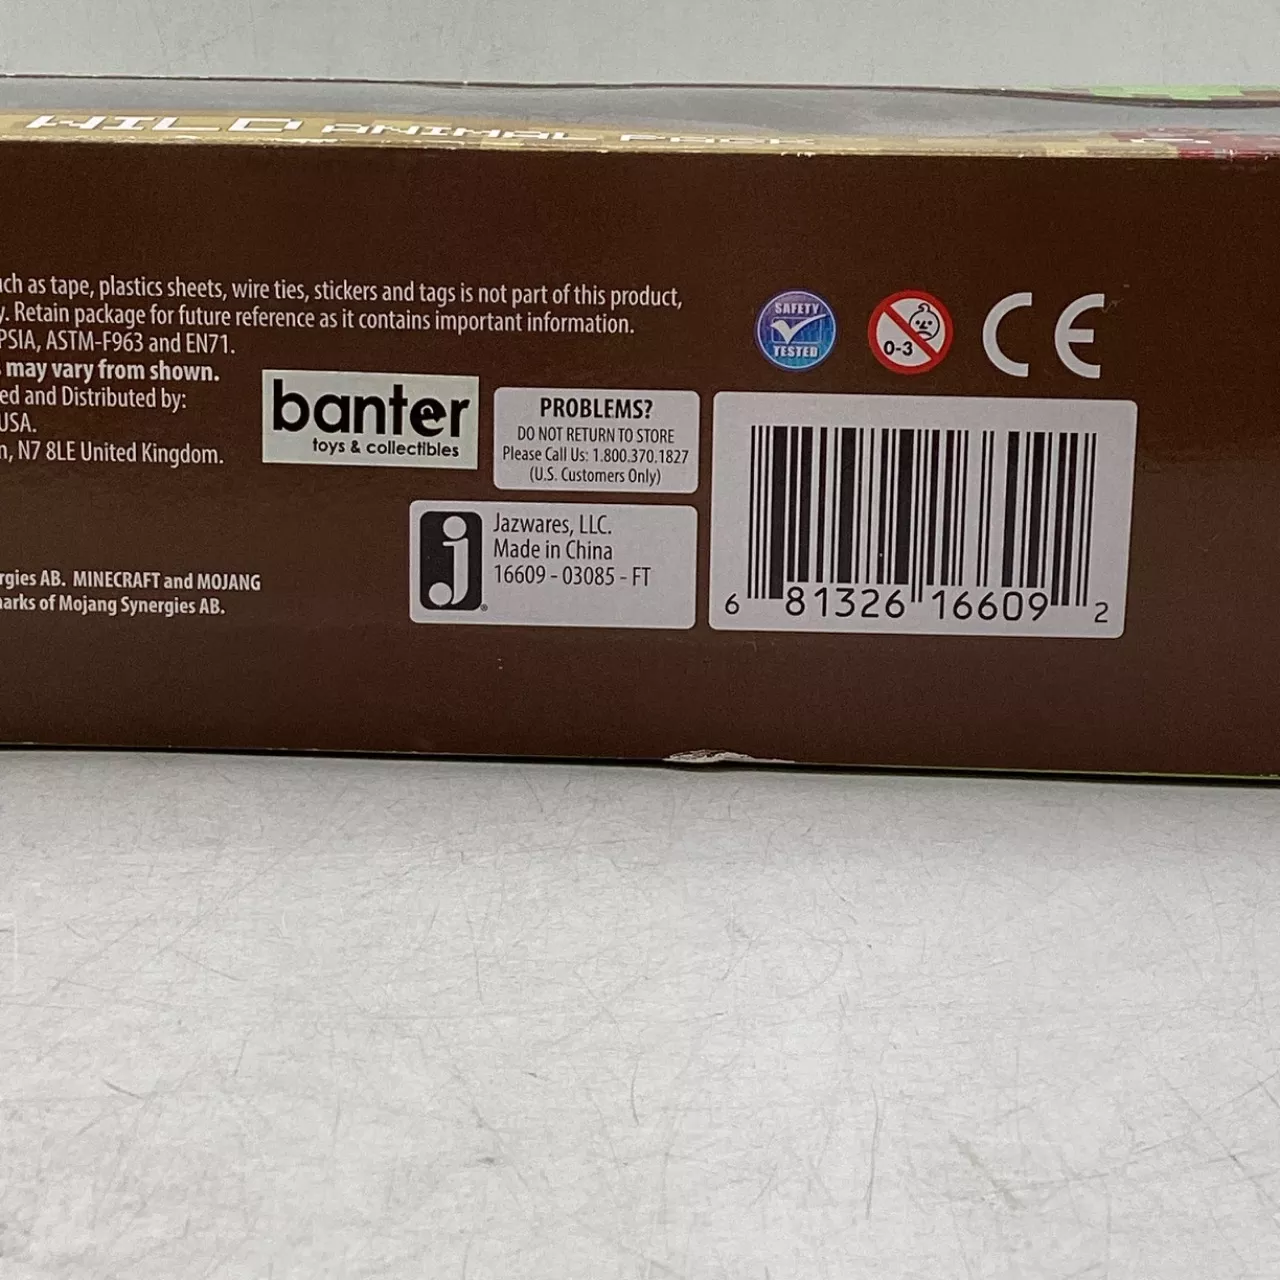 WILD ANIMAL PACK
uch as tape, plastics sheets, wire ties, stickers and tags is not part of this product,
y. Retain package for future reference as it contains important information.
PSIA, ASTM-F963 and EN71.
may vary from shown.
ed and Distributed by:
USA.
n, N7 8LE United Kingdom.
banter
toys & collectibles
PROBLEMS?
DO NOT RETURN TO STORE
Please Call Us: 1.800.370.1827
(U.S. Customers Only)
SAFETY
TESTED
0-3
CE
Jazwares, LLC.
Made in China
16609 - 03085 - FT
j
rgies AB. MINECRAFT and MOJANG
arks of Mojang Synergies AB.
6 81326 16609 2